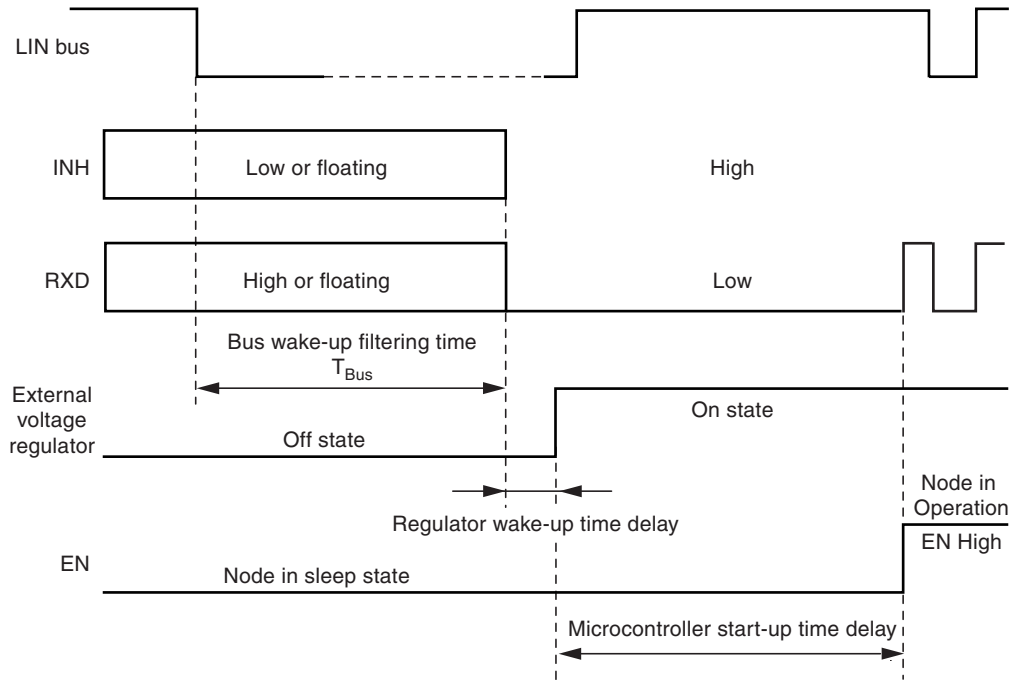 LIN bus
INH
Low or floating
High
RXD
High or floating
Low
Bus wake-up filtering time
TBus
External
voltage
regulator
Off state
On state
Regulator wake-up time delay
Node in
Operation
EN High
EN
Node in sleep state
Microcontroller start-up time delay